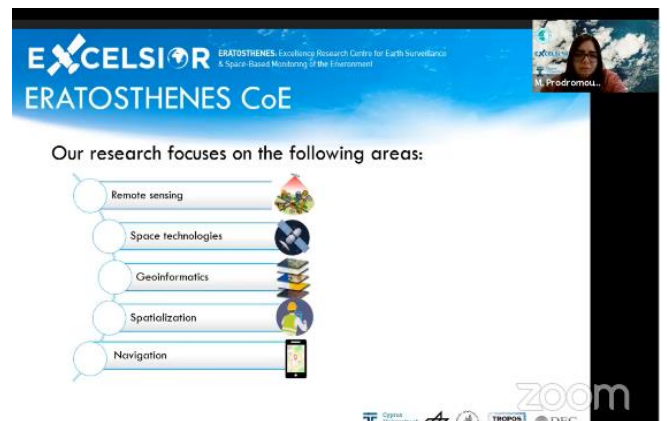 EXCELSIOR
ERATOSTHENES: Excellence Research Centre for Earth Surveillance
& Space-Based Monitoring of the Environment
ERATOSTHENES CoE
M. Prodromou...
Our research focuses on the following areas:
Remote sensing
Space technologies
Geoinformatics
Spatialization
Navigation
zoom
Cyprus
TROPOS